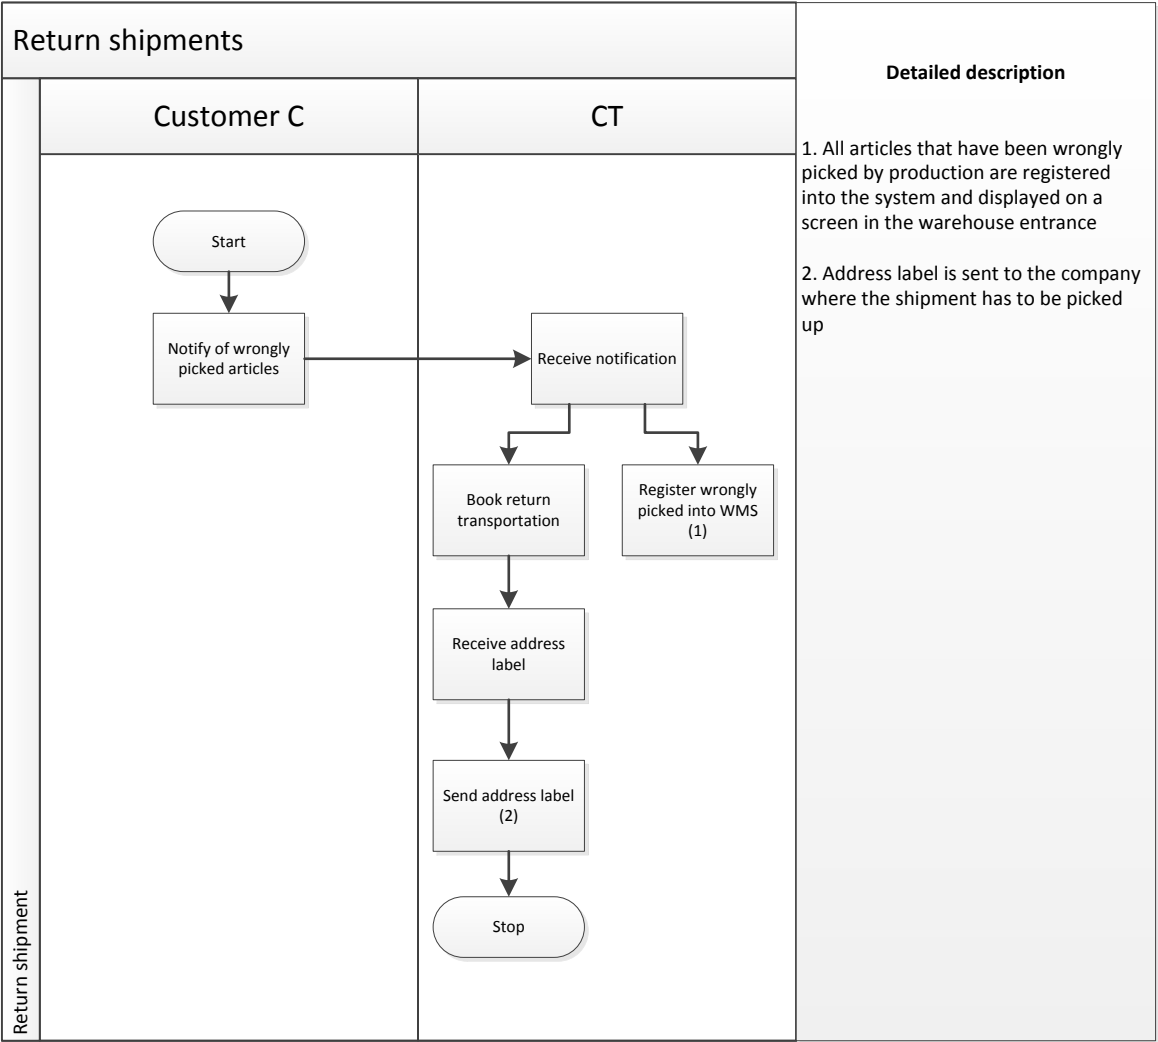 Return shipments
Customer C
CT
Start
Notify of wrongly
picked articles
Receive notification
Book return
transportation
Register wrongly
picked into WMS
(1)
Receive address
label
Send address label
(2)
Stop
Return shipment
Detailed description
1. All articles that have been wrongly
picked by production are registered
into the system and displayed on a
screen in the warehouse entrance
2. Address label is sent to the company
where the shipment has to be picked
up